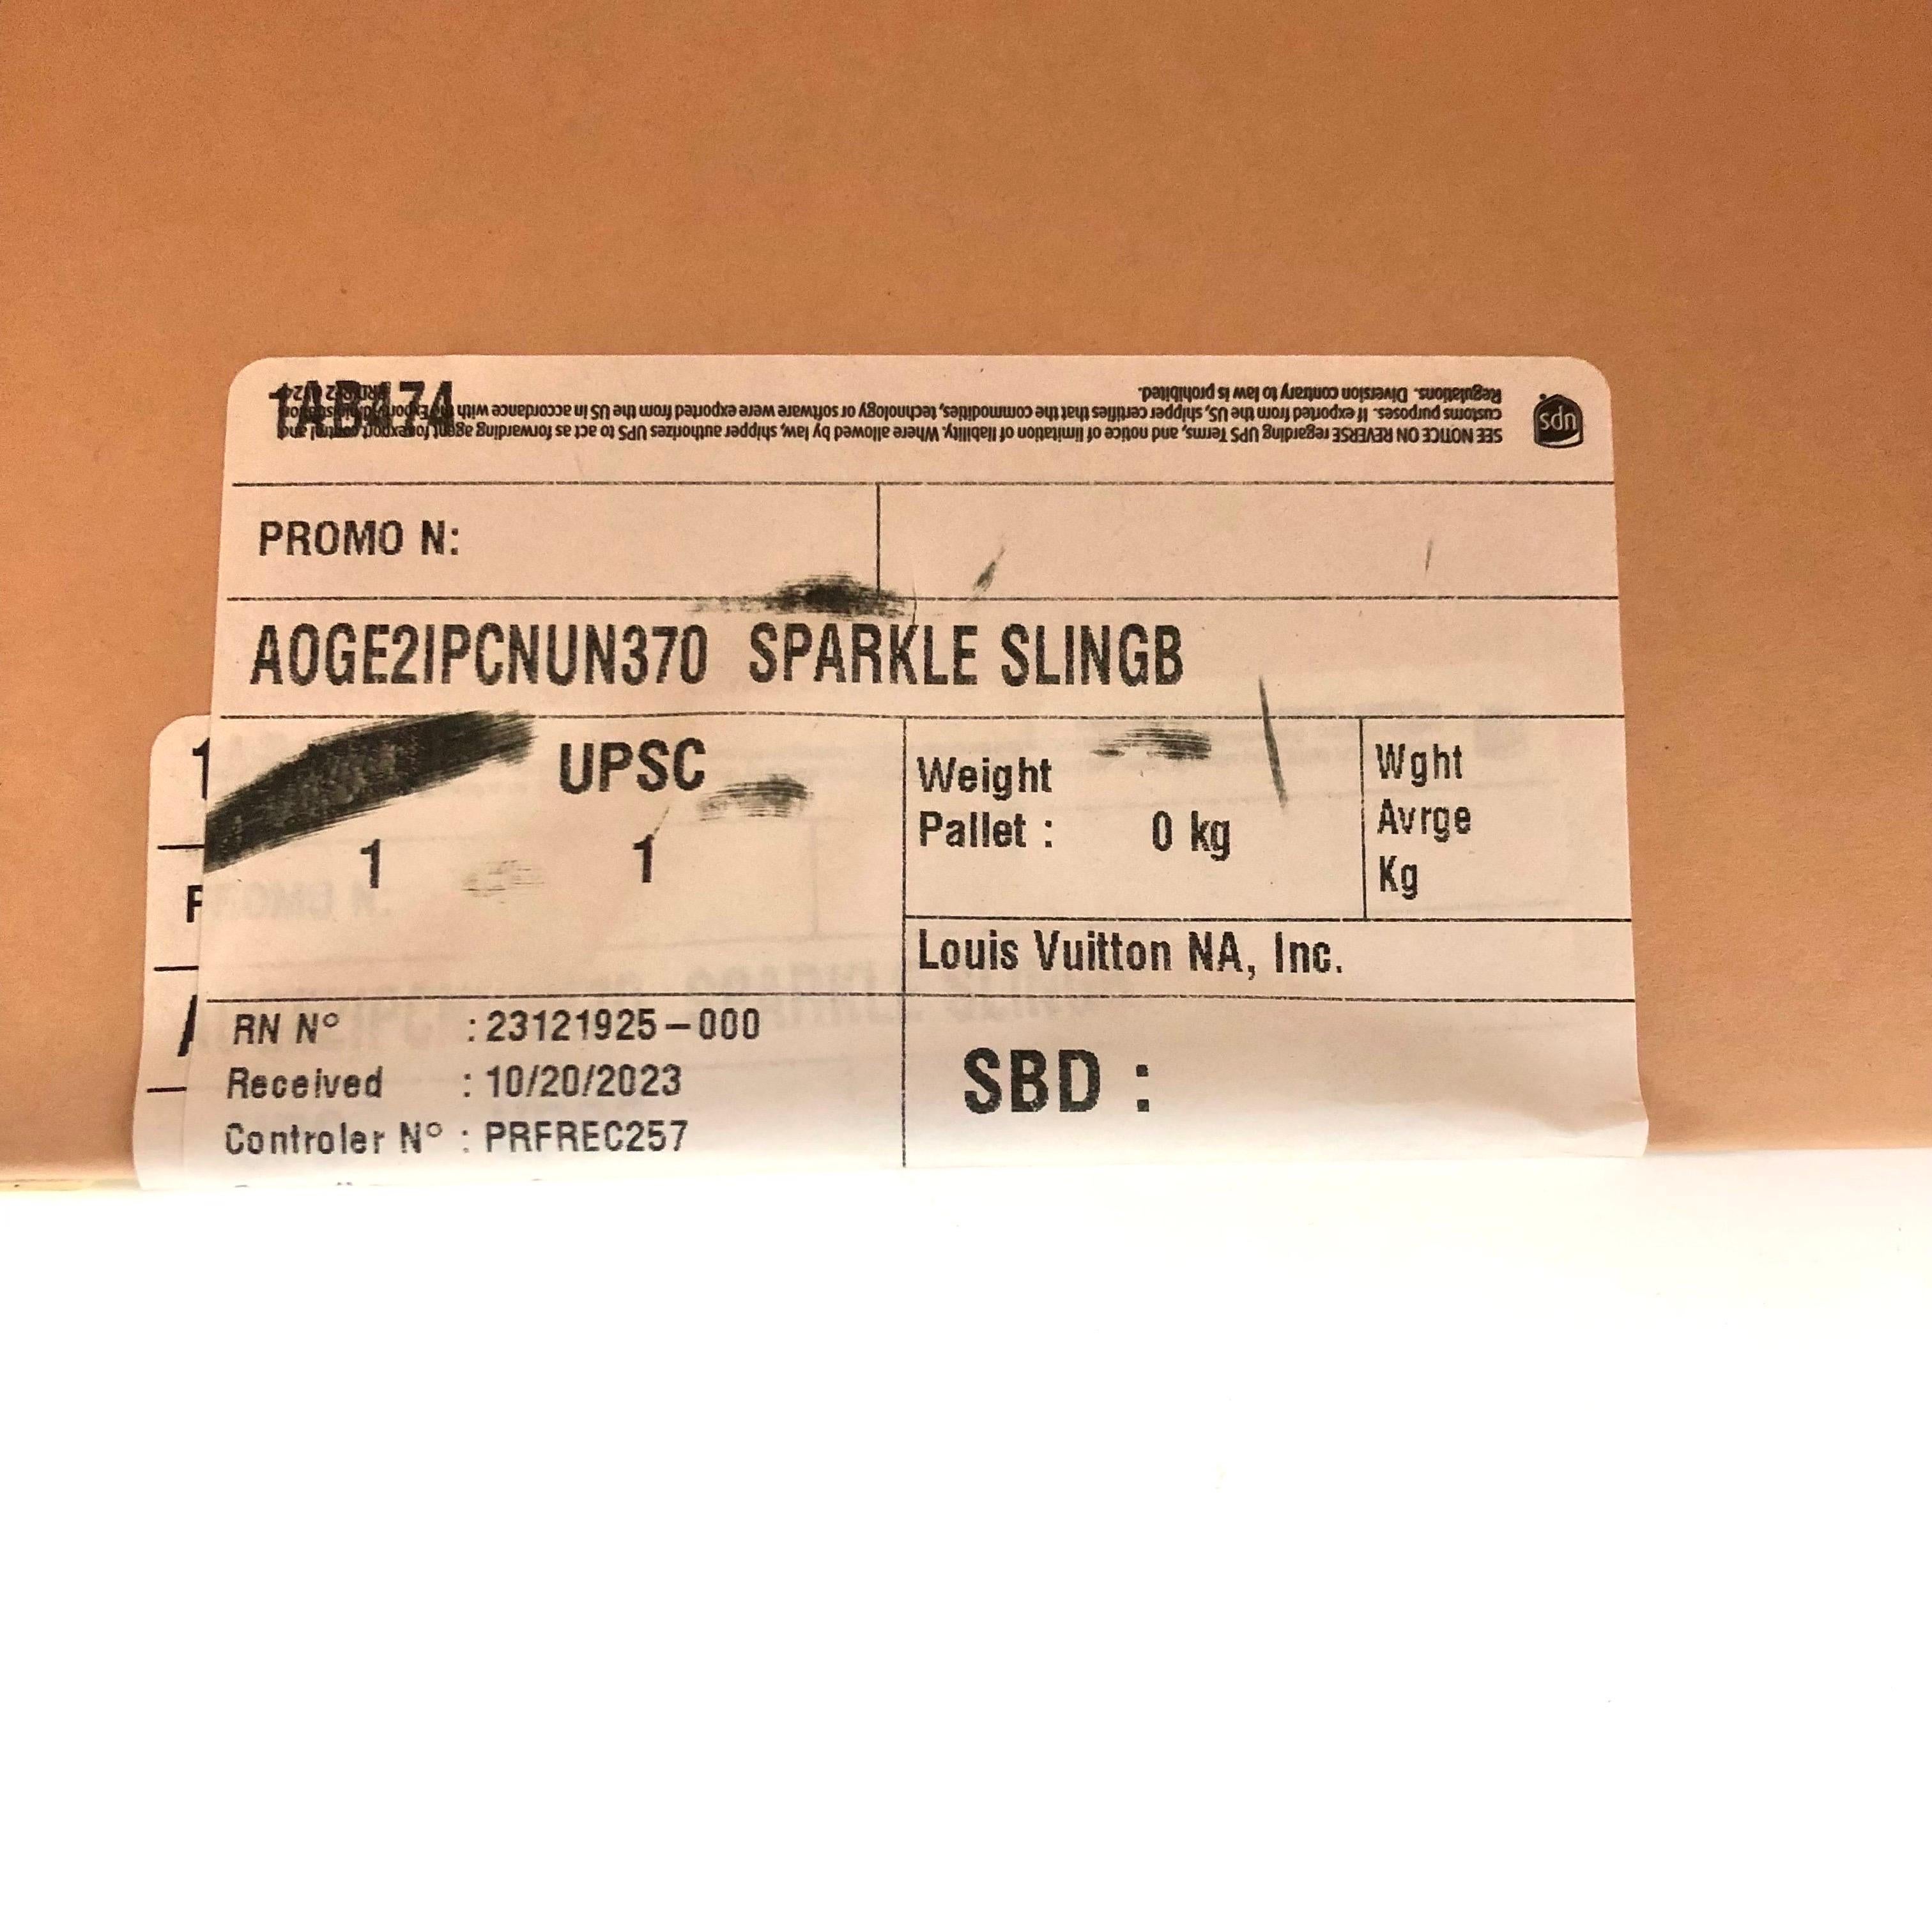 1AB474
SEE NOTICE ON REVERSE regarding UPS Terms, and notice of limitation of liability. Where allowed by law, shipper authorizes UPS to act as forwarding agent for export control and
customs purposes. If exported from the US, shipper certifies that the commodities, technology or software were exported from the US in accordance with the Export Administration
Regulations. Diversion contrary to law is prohibited.
ups
PROMO N:
AOGE2IPCNUN370 SPARKLE SLINGB
UPSC
1 1
Weight
Pallet : 0 kg
Wght
Avrge
Kg
Louis Vuitton NA, Inc.
RN N° : 23121925-000
Received : 10/20/2023
Controler N° : PRFREC257
SBD :